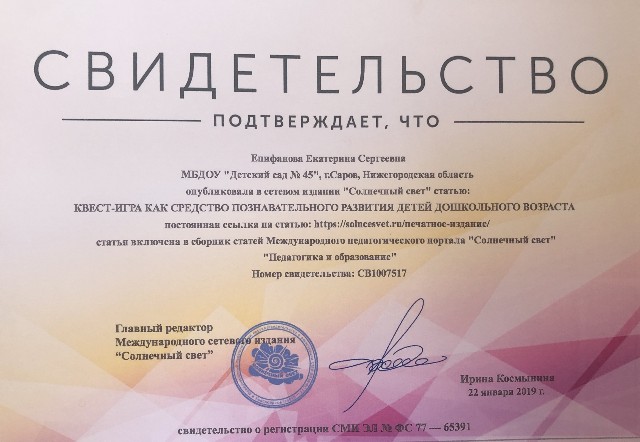 СВИДЕТЕЛЬСТВО
ПОДТВЕРЖДАЕТ, ЧТО
Епифанова Екатерина Сергеевна
МБДОУ "Детский сад № 45", г.Саров, Нижегородская область
опубликовала в сетевом издании "Солнечный свет" статью:
КВЕСТ-ИГРА КАК СРЕДСТВО ПОЗНАВАТЕЛЬНОГО РАЗВИТИЯ ДЕТЕЙ ДОШКОЛЬНОГО ВОЗРАСТА
постоянная ссылка на статью: https://solncesvet.ru/печатное-издание/
статья включена в сборник статей Международного педагогического портала "Солнечный свет"
"Педагогика и образование"
Номер свидетельства: СВ1007517
Главный редактор
Международного сетевого издания
“Солнечный свет”
Ирина Космынина
22 января 2019 г.
свидетельство о регистрации СМИ ЭЛ № ФС 77 — 65391